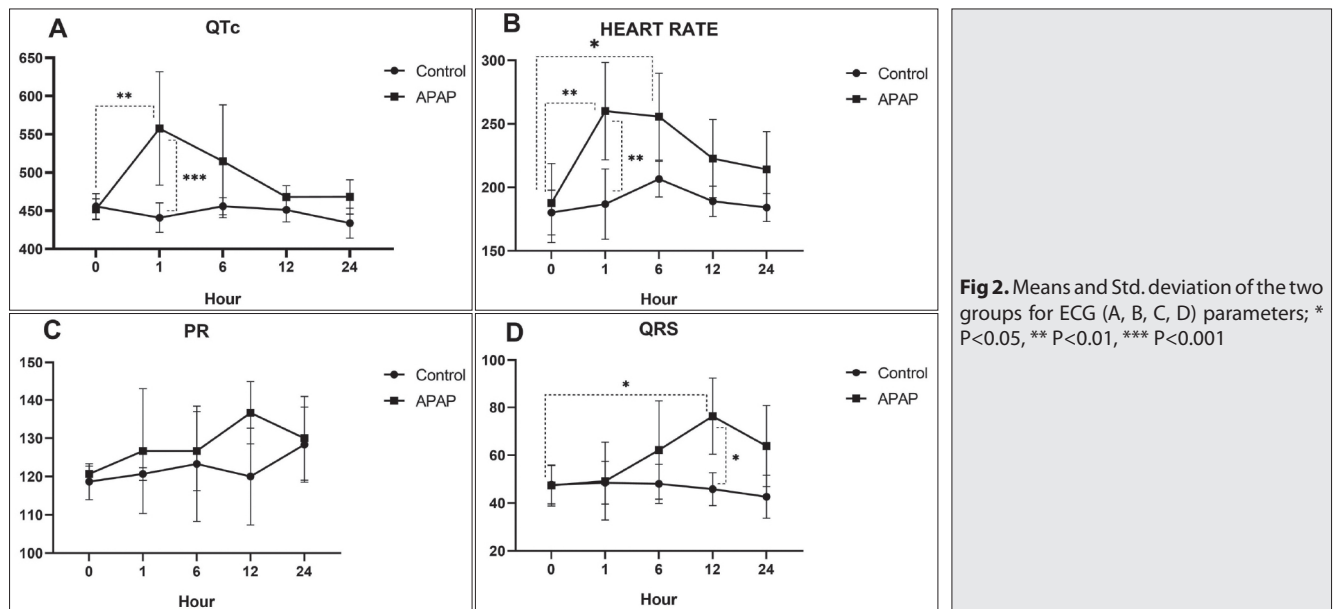 A
QTc
650
600
550
500
450
400
**
***
0 1 6 12 24
Hour
Control
APAP
B
HEART RATE
300
250
200
150
*
**
**
0 1 6 12 24
Hour
Control
APAP
C
PR
150
140
130
120
110
100
0 1 6 12 24
Hour
Control
APAP
D
QRS
100
80
60
40
20
*
*
0 1 6 12 24
Hour
Control
APAP
Fig 2. Means and Std. deviation of the two
groups for ECG (A, B, C, D) parameters; *
P<0.05, ** P<0.01, *** P<0.001